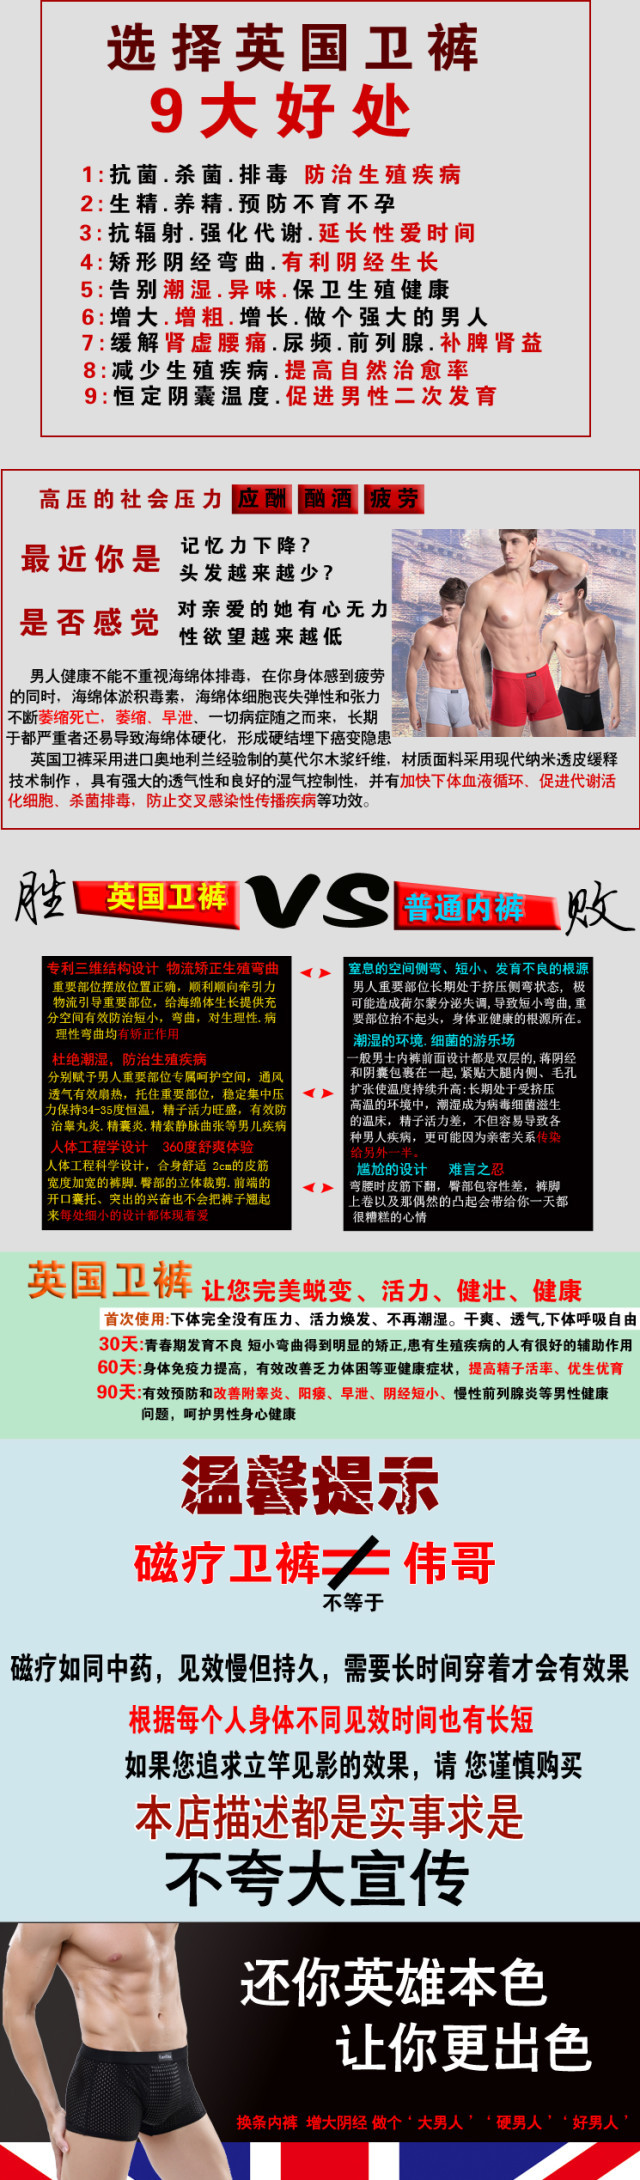 选择英国卫裤
9大好处
1:抗菌.杀菌.排毒 防治生殖疾病
2:生精.养精.预防不育不孕
3:抗辐射.强化代谢.延长性爱时间
4:矫形阴经弯曲.有利阴经生长
5:告别潮湿.异味.保卫生殖健康
6:增大.增粗.增长.做个强大的男人
7:缓解肾虚腰痛.尿频.前列腺.补脾肾益
8:减少生殖疾病.提高自然治愈率
9:恒定阴囊温度.促进男性二次发育
高压的社会压力 应酬 酗酒 疲劳
最近你是
是否感觉
记忆力下降?
头发越来越少?
对亲爱的她有心无力
性欲望越来越低
男人健康不能不重视海绵体排毒，在你身体感到疲劳
的同时，海绵体淤积毒素，海绵体细胞丧失弹性和张力
不断萎缩死亡，萎缩、早泄、一切病症随之而来，长期
于都严重者还易导致海绵体硬化，形成硬结埋下癌变隐患
英国卫裤采用进口奥地利兰经验制的莫代尔木浆纤维，材质面料采用现代纳米透皮缓释
技术制作，具有强大的透气性和良好的湿气控制性，并有加快下体血液循环、促进代谢活
化细胞、杀菌排毒，防止交叉感染性传播疾病等功效。
胜 英国卫裤 VS 普通内裤 败
专利三维结构设计 物流矫正生殖弯曲
重要部位摆放位置正确，顺利顺向牵引力
物流引导重要部位，给海绵体生长提供充
分空间有效防治短小，弯曲，对生理性.病
理性弯曲均有矫正作用
杜绝潮湿，防治生殖疾病
分别赋予男人重要部位专属呵护空间，通风
透气有效扇热，托住重要部位，稳定集中压
力保持34-35度恒温，精子活力旺盛，有效防
治睾丸炎.精囊炎.精索静脉曲张等男儿疾病
人体工程学设计 360度舒爽体验
人体工程科学设计，合身舒适 2cm的皮筋
宽度加宽的裤脚.臀部的立体裁剪.前端的
开口囊托、突出的兴奋也不会把裤子翘起
来每处细小的设计都体现着爱
窒息的空间侧弯、短小、发育不良的根源
男人重要部位长期处于挤压侧弯状态，极
可能造成荷尔蒙分泌失调,导致短小弯曲,重
要部位抬不起头，身体亚健康的根源所在。
潮湿的环境.细菌的游乐场
一般男士内裤前面设计都是双层的,蒋阴经
和阴囊包裹在一起,紧贴大腿内侧、毛孔
扩张使温度持续升高:长期处于受挤压
高温的环境中，潮湿成为病毒细菌滋生
的温床，精子活力差，不但容易导致各
种男人疾病，更可能因为亲密关系传染
给另外一半。
尴尬的设计 难言之忍
弯腰时皮筋下翻，臀部包容性差，裤脚
上卷以及那偶然的凸起会带给你一天都
很糟糕的心情
英国卫裤 让您完美蜕变、活力、健壮、健康
首次使用:下体完全没有压力、活力焕发、不再潮湿。干爽、透气,下体呼吸自由
30天:青春期发育不良 短小弯曲得到明显的矫正,患有生殖疾病的人有很好的辅助作用
60天:身体免疫力提高，有效改善乏力体困等亚健康症状，提高精子活率、优生优育
90天:有效预防和改善附睾炎、阳痿、早泄、阴经短小、慢性前列腺炎等男性健康
问题，呵护男性身心健康
温馨提示
磁疗卫裤 伟哥
不等于
磁疗如同中药，见效慢但持久，需要长时间穿着才会有效果
根据每个人身体不同见效时间也有长短
如果您追求立竿见影的效果，请 您谨慎购买
本店描述都是实事求是
不夸大宣传
还你英雄本色
让你更出色
换条内裤 增大阴经 做个‘大男人’‘硬男人’‘好男人’